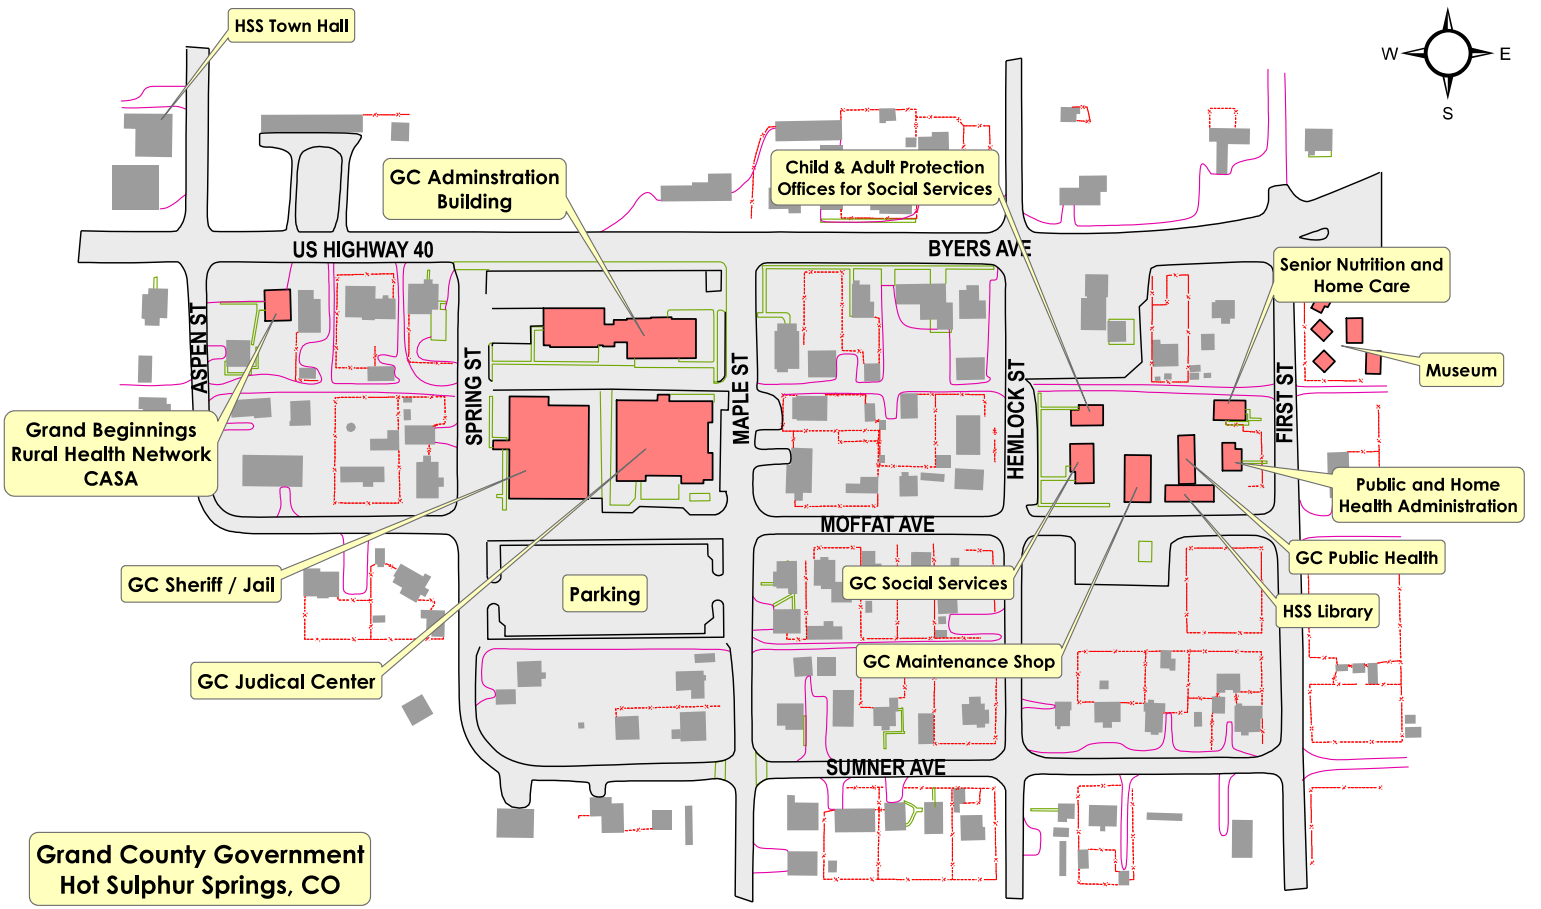 HSS Town Hall
W
E
S
GC Adminstration
Building
Child & Adult Protection
Offices for Social Services
US HIGHWAY 40
BYERS AVE
Senior Nutrition and
Home Care
ASPEN ST
SPRING ST
MAPLE ST
HEMLOCK ST
FIRST ST
Museum
Grand Beginnings
Rural Health Network
CASA
Public and Home
Health Administration
MOFFAT AVE
GC Public Health
GC Sheriff / Jail
Parking
GC Social Services
HSS Library
GC Judical Center
GC Maintenance Shop
SUMNER AVE
Grand County Government
Hot Sulphur Springs, CO